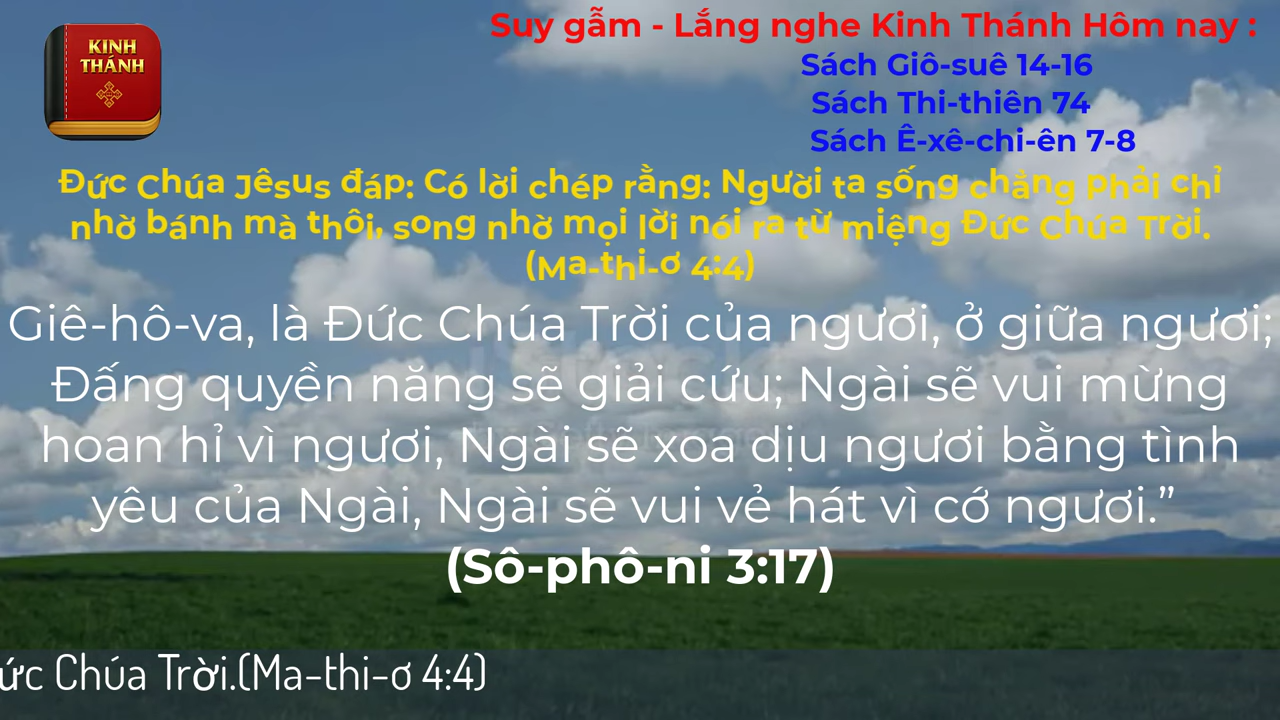 KINH
THÁNH
Suy gẫm - Lắng nghe Kinh Thánh Hôm nay :
Sách Giô-suê 14-16
Sách Thi-thiên 74
Sách Ê-xê-chi-ên 7-8
Đức Chúa Jêsus đáp: Có lời chép rằng: Người ta sống chẳng phải chỉ
nhờ bánh mà thôi, song nhờ mọi lời nói ra từ miệng Đức Chúa Trời.
(Ma-thi-ơ 4:4)
Giê-hô-va, là Đức Chúa Trời của ngươi, ở giữa ngươi;
Đấng quyền năng sẽ giải cứu; Ngài sẽ vui mừng
hoan hỉ vì ngươi, Ngài sẽ xoa dịu ngươi bằng tình
yêu của Ngài, Ngài sẽ vui vẻ hát vì cớ ngươi.”
(Sô-phô-ni 3:17)
ức Chúa Trời.(Ma-thi-ơ 4:4)